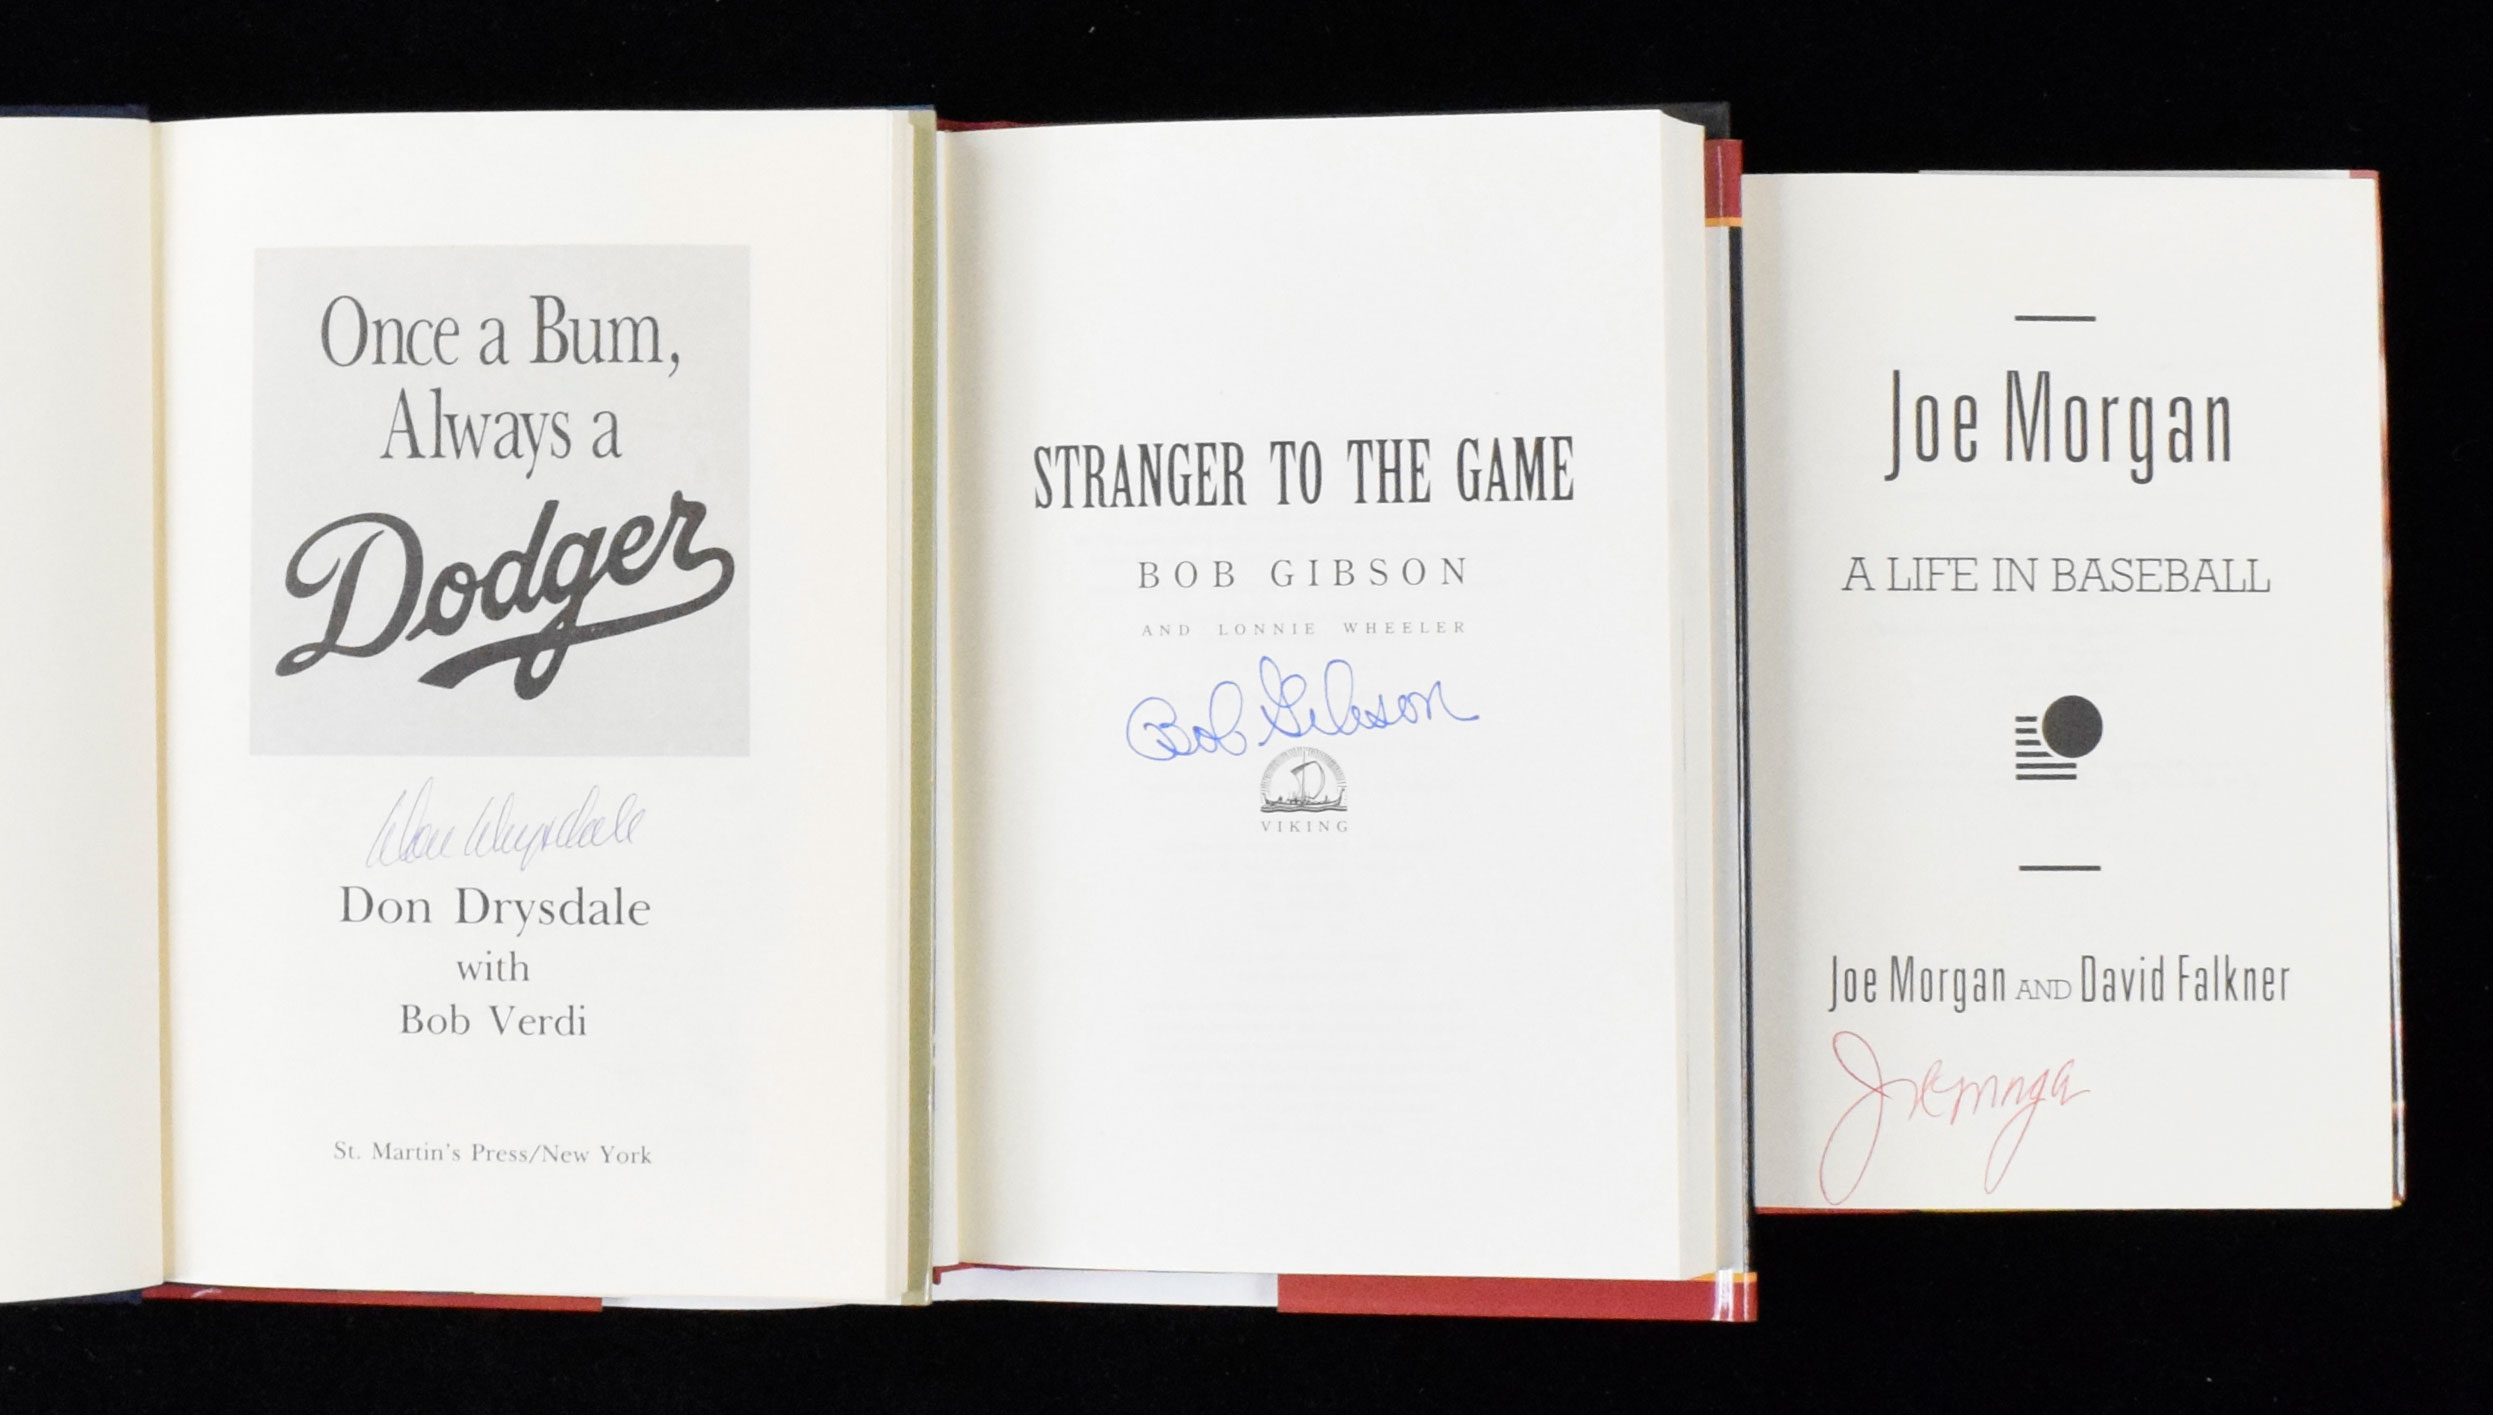 Once a Bum,
Always a
Dodger
Don Drysdale
Don Drysdale
with
Bob Verdi
St. Martin's Press/New York
STRANGER TO THE GAME
BOB GIBSON
AND LONNIE WHEELER
Bob Gibson
VIKING
Joe Morgan
A LIFE IN BASEBALL
Joe Morgan AND David Falkner
Joe Morga